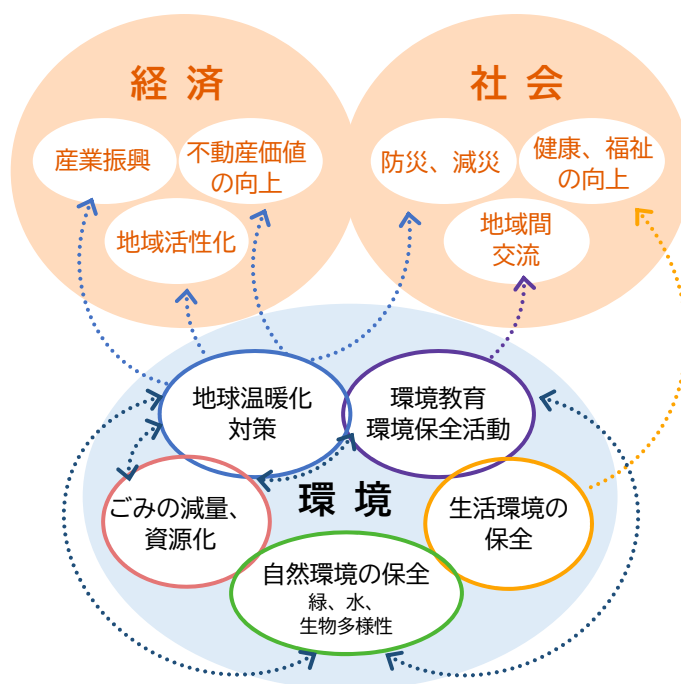 経済
社会
産業振興
不動産価値
の向上
地域活性化
防災、減災
健康、福祉
の向上
地域間
交流
地球温暖化
対策
環境教育
環境保全活動
環境
ごみの減量、
資源化
生活環境の
保全
自然環境の保全
緑、水、
生物多様性